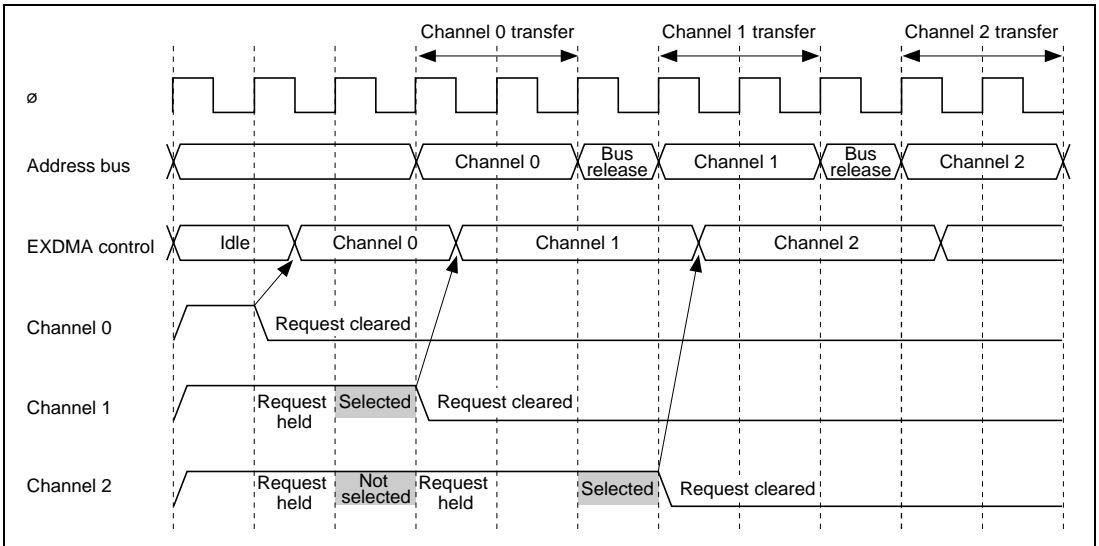 Channel 0 transfer
Channel 1 transfer
Channel 2 transfer
ø
Address bus
Channel 0
Bus
release
Channel 1
Bus
release
Channel 2
EXDMA control
Idle
Channel 0
Channel 1
Channel 2
Channel 0
Request cleared
Channel 1
Request
held
Selected
Request cleared
Channel 2
Request
held
Not
selected
Request
held
Selected
Request cleared